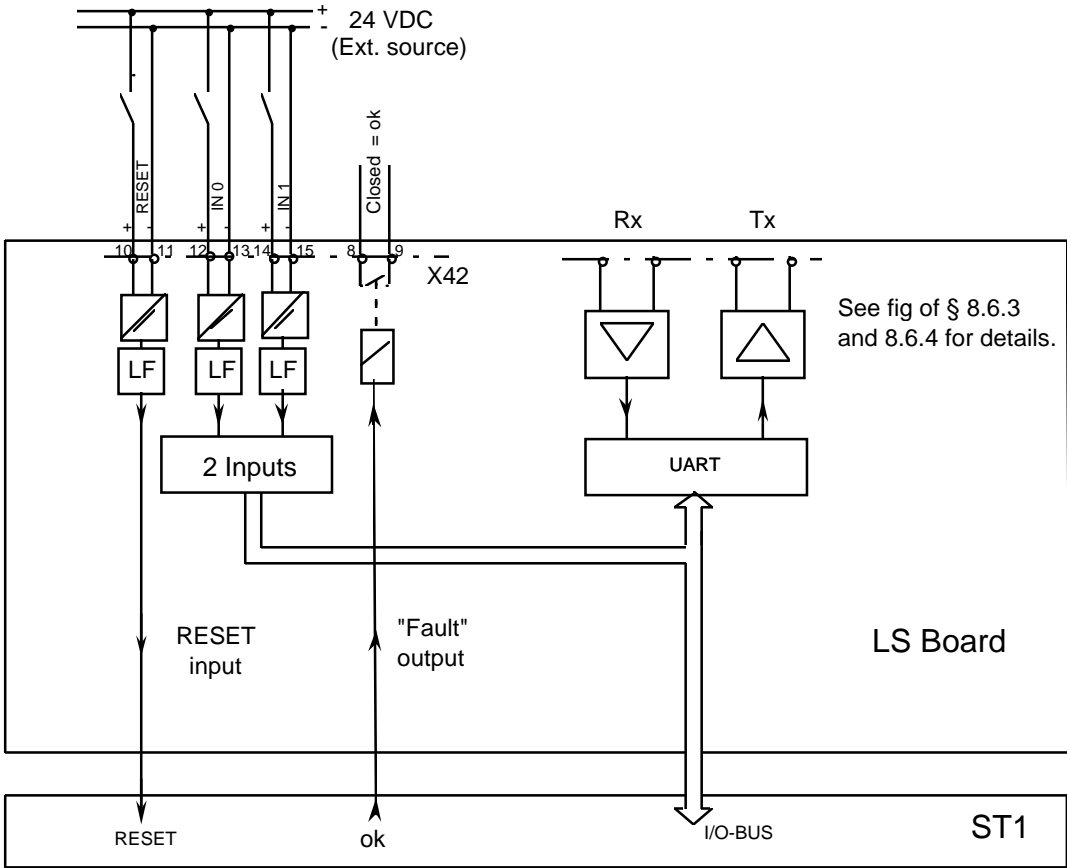 +
-
24 VDC
(Ext. source)
RESET
IN 0
IN 1
Closed = ok
+ -
+ -
+ -
Rx
Tx
10 11 12 13 14 15 8 9
X42
See fig of § 8.6.3
and 8.6.4 for details.
LF
LF
LF
2 Inputs
UART
RESET
input
"Fault"
output
LS Board
RESET
ok
I/O-BUS
ST1